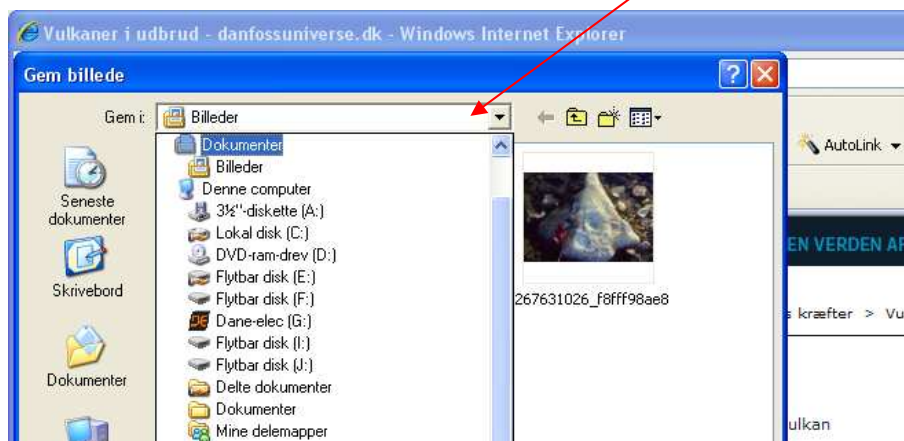 Vulkaner i udbrud - danfossuniverse.dk - Windows Internet Explorer
Gem billede
Gem i:
Billeder
AutoLink
Dokumenter
Billeder
Denne computer
3½"-diskette (A:)
Lokal disk (C:)
DVD-ram-drev (D:)
Flytbar disk (E:)
Flytbar disk (F:)
Dane-elec (G:)
Flytbar disk (I:)
Flytbar disk (J:)
Delte dokumenter
Dokumenter
Mine delemapper
Seneste
dokumenter
Skrivebord
Dokumenter
267631026_f8fff98ae8
EN VERDEN AF
s kræfter > Vu
ulkan